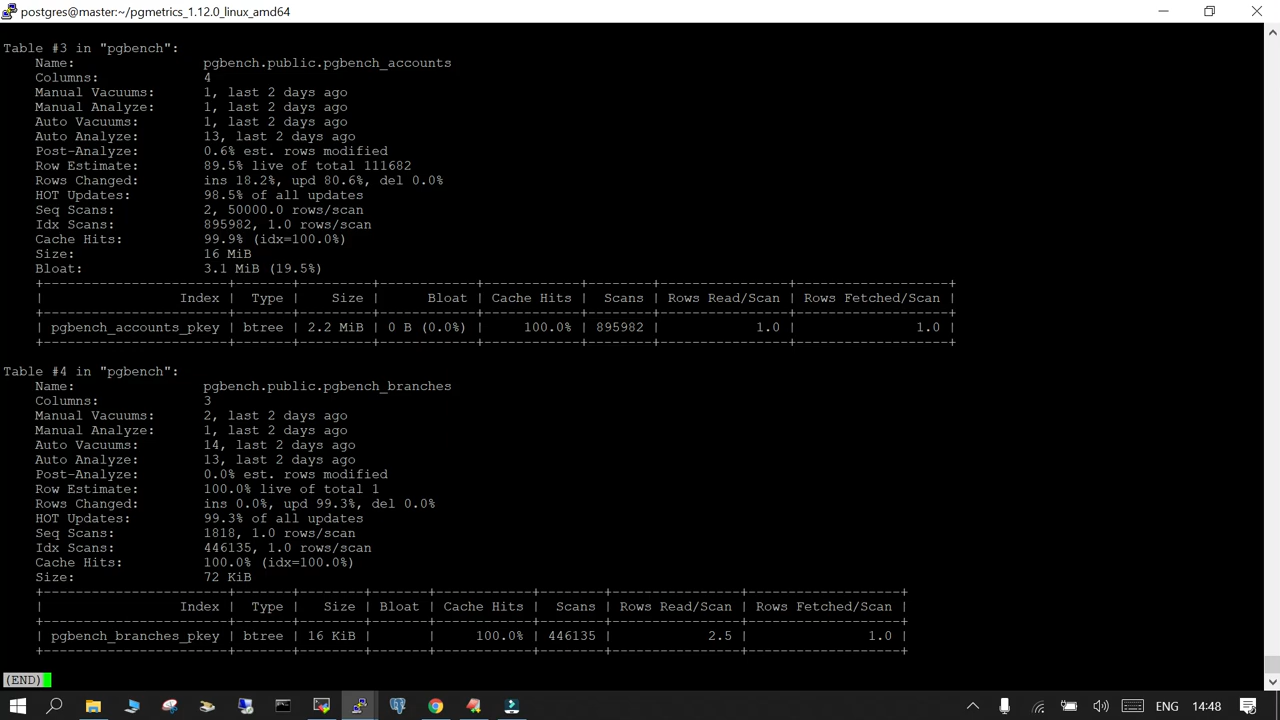 postgres@master:~/pgmetrics_1.12.0_linux_amd64
Table #3 in "pgbench":
Name: pgbench.public.pgbench_accounts
Columns: 4
Manual Vacuums: 1, last 2 days ago
Manual Analyze: 1, last 2 days ago
Auto Vacuums: 1, last 2 days ago
Auto Analyze: 13, last 2 days ago
Post-Analyze: 0.6% est. rows modified
Row Estimate: 89.5% live of total 111682
Rows Changed: ins 18.2%, upd 80.6%, del 0.0%
HOT Updates: 98.5% of all updates
Seq Scans: 2, 50000.0 rows/scan
Idx Scans: 895982, 1.0 rows/scan
Cache Hits: 99.9% (idx=100.0%)
Size: 16 MiB
Bloat: 3.1 MiB (19.5%)
+------------------------+-----------------+---------+-------------+------------+--------+----------------+-------------------+
| Index | Type | Size | Bloat | Cache Hits | Scans | Rows Read/Scan | Rows Fetched/Scan |
+------------------------+-----------------+---------+-------------+------------+--------+----------------+-------------------+
| pgbench_accounts_pkey | btree | 2.2 MiB | 0 B (0.0%) | 100.0% | 895982 | 1.0 | 1.0 |
+------------------------+-----------------+---------+-------------+------------+--------+----------------+-------------------+
Table #4 in "pgbench":
Name: pgbench.public.pgbench_branches
Columns: 3
Manual Vacuums: 2, last 2 days ago
Manual Analyze: 1, last 2 days ago
Auto Vacuums: 14, last 2 days ago
Auto Analyze: 13, last 2 days ago
Post-Analyze: 0.0% est. rows modified
Row Estimate: 100.0% live of total 1
Rows Changed: ins 0.0%, upd 99.3%, del 0.0%
HOT Updates: 99.3% of all updates
Seq Scans: 1818, 1.0 rows/scan
Idx Scans: 446135, 1.0 rows/scan
Cache Hits: 100.0% (idx=100.0%)
Size: 72 KiB
+------------------------+-------+--------+-------+------------+--------+----------------+-------------------+
| Index | Type | Size | Bloat | Cache Hits | Scans | Rows Read/Scan | Rows Fetched/Scan |
+------------------------+-------+--------+-------+------------+--------+----------------+-------------------+
| pgbench_branches_pkey | btree | 16 KiB | | 100.0% | 446135 | 2.5 | 1.0 |
+------------------------+-------+--------+-------+------------+--------+----------------+-------------------+
(END)
ENG 14:48